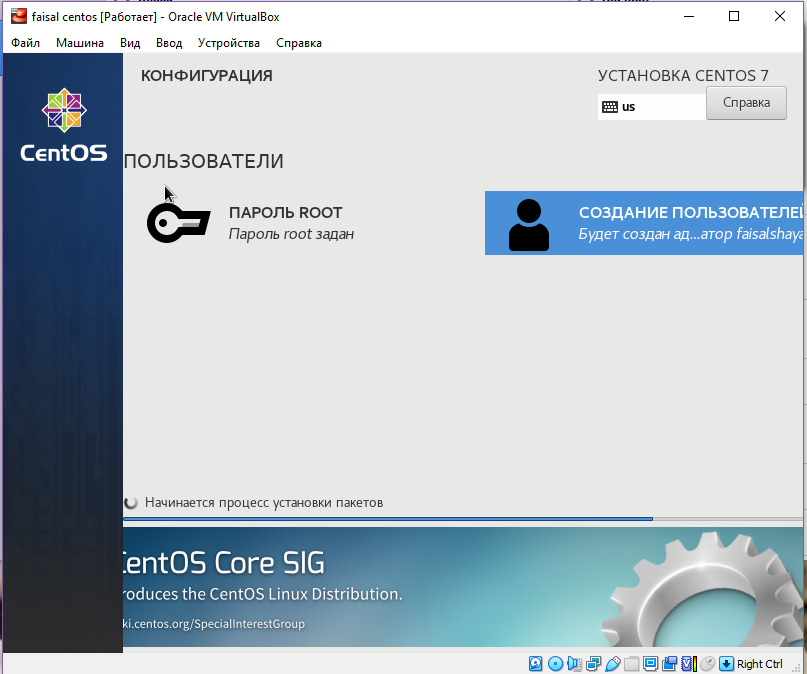 faisal centos [Работает] - Oracle VM VirtualBox
Файл Машина Вид Ввод Устройства Справка
КОНФИГУРАЦИЯ
УСТАНОВКА CENTOS 7
us
Справка
CentOS
ПОЛЬЗОВАТЕЛИ
ПАРОЛЬ ROOT
Пароль root задан
СОЗДАНИЕ ПОЛЬЗОВАТЕЛЕЙ
Будет создан ад...атор faisalshaya
Начинается процесс установки пакетов
CentOS Core SIG
roduces the CentOS Linux Distribution.
ki.centos.org/SpecialInterestGroup
Right Ctrl